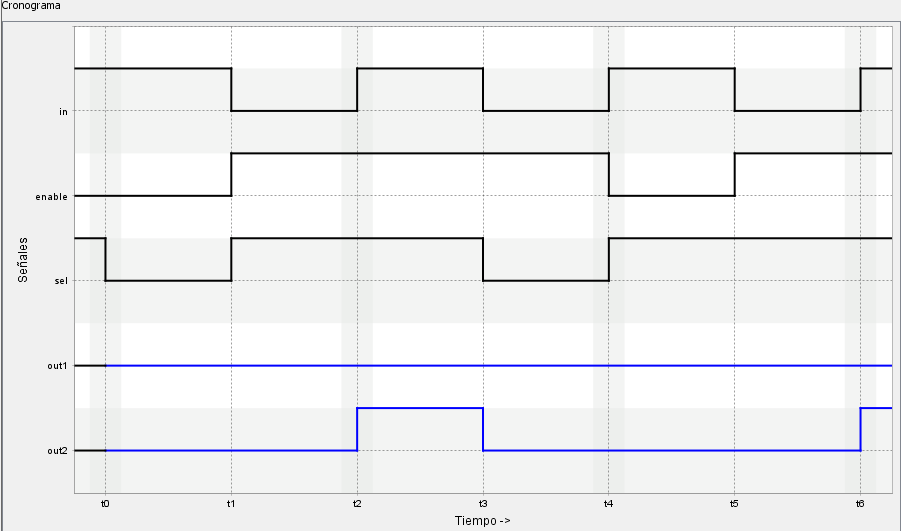 Cronograma
in
enable
Señales
sel
out1
out2
t0 t1 t2 t3 t4 t5 t6
Tiempo ->